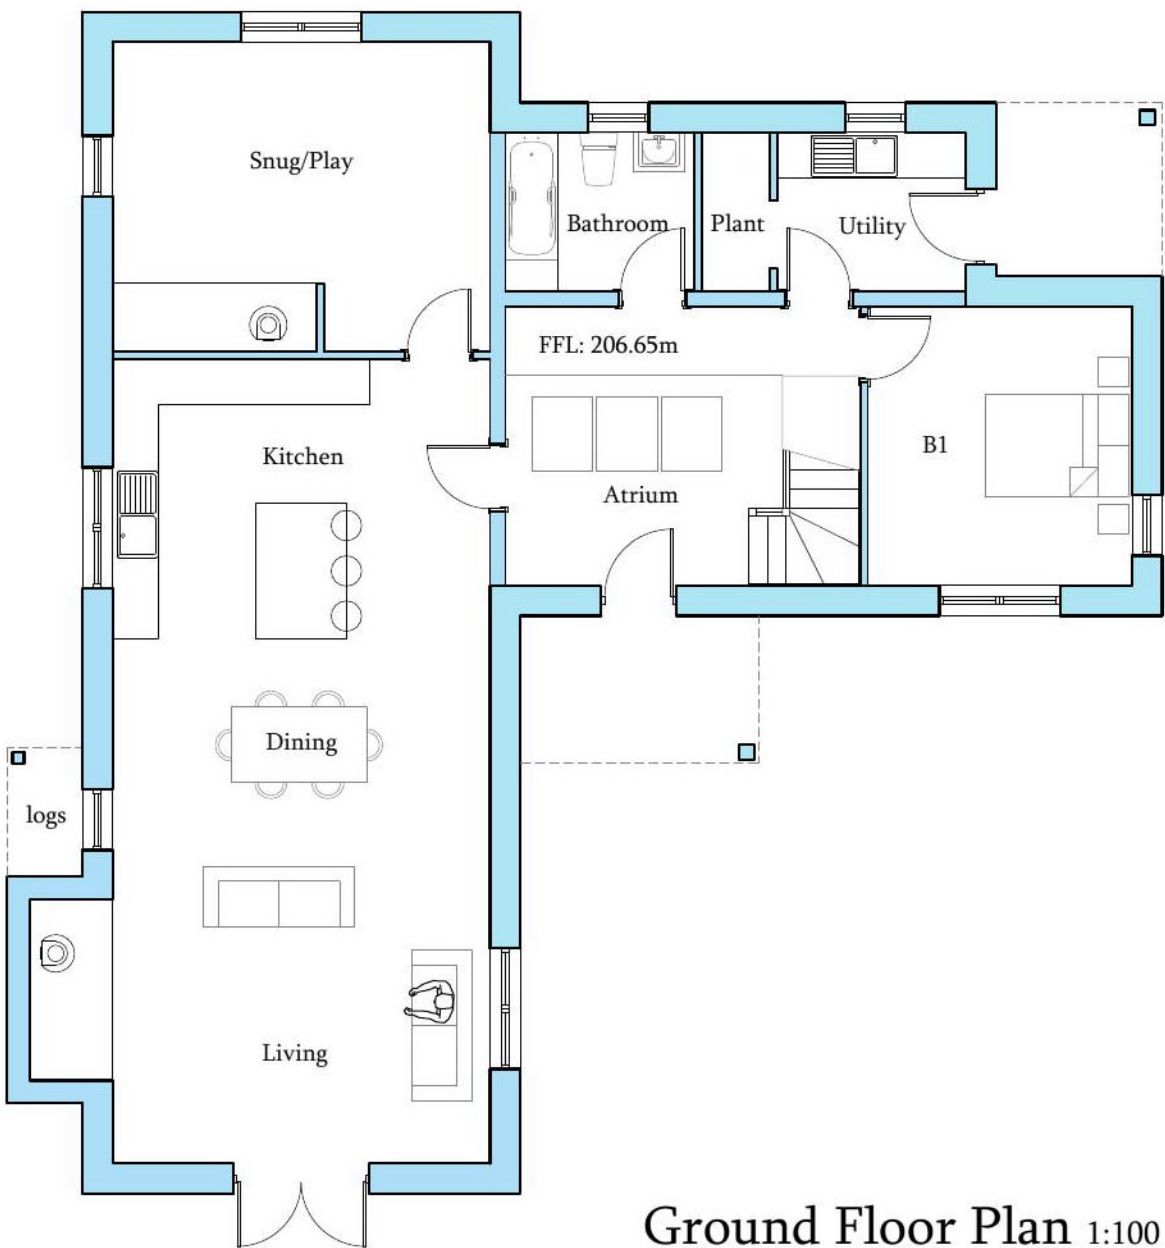 Snug/Play
Bathroom
Plant
Utility
FFL: 206.65m
Kitchen
B1
Atrium
Dining
logs
Living
Ground Floor Plan 1:100